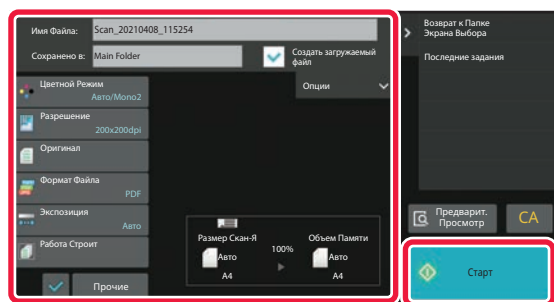 Имя Файла:
Scan_20210408_115254
Сохранено в:
Main Folder
Создать загружаемый
файл
Опции
Цветной Режим
Авто/Mono2
Разрешение
200x200dpi
Оригинал
Формат Файла
PDF
Экспозиция
Авто
Работа Строит
Прочие
Размер Скан-Я
Авто
A4
100%
Объем Памяти
Авто
A4
Возврат к Папке
Экрана Выбора
Последние задания
Предварит.
Просмотр
CA
Старт